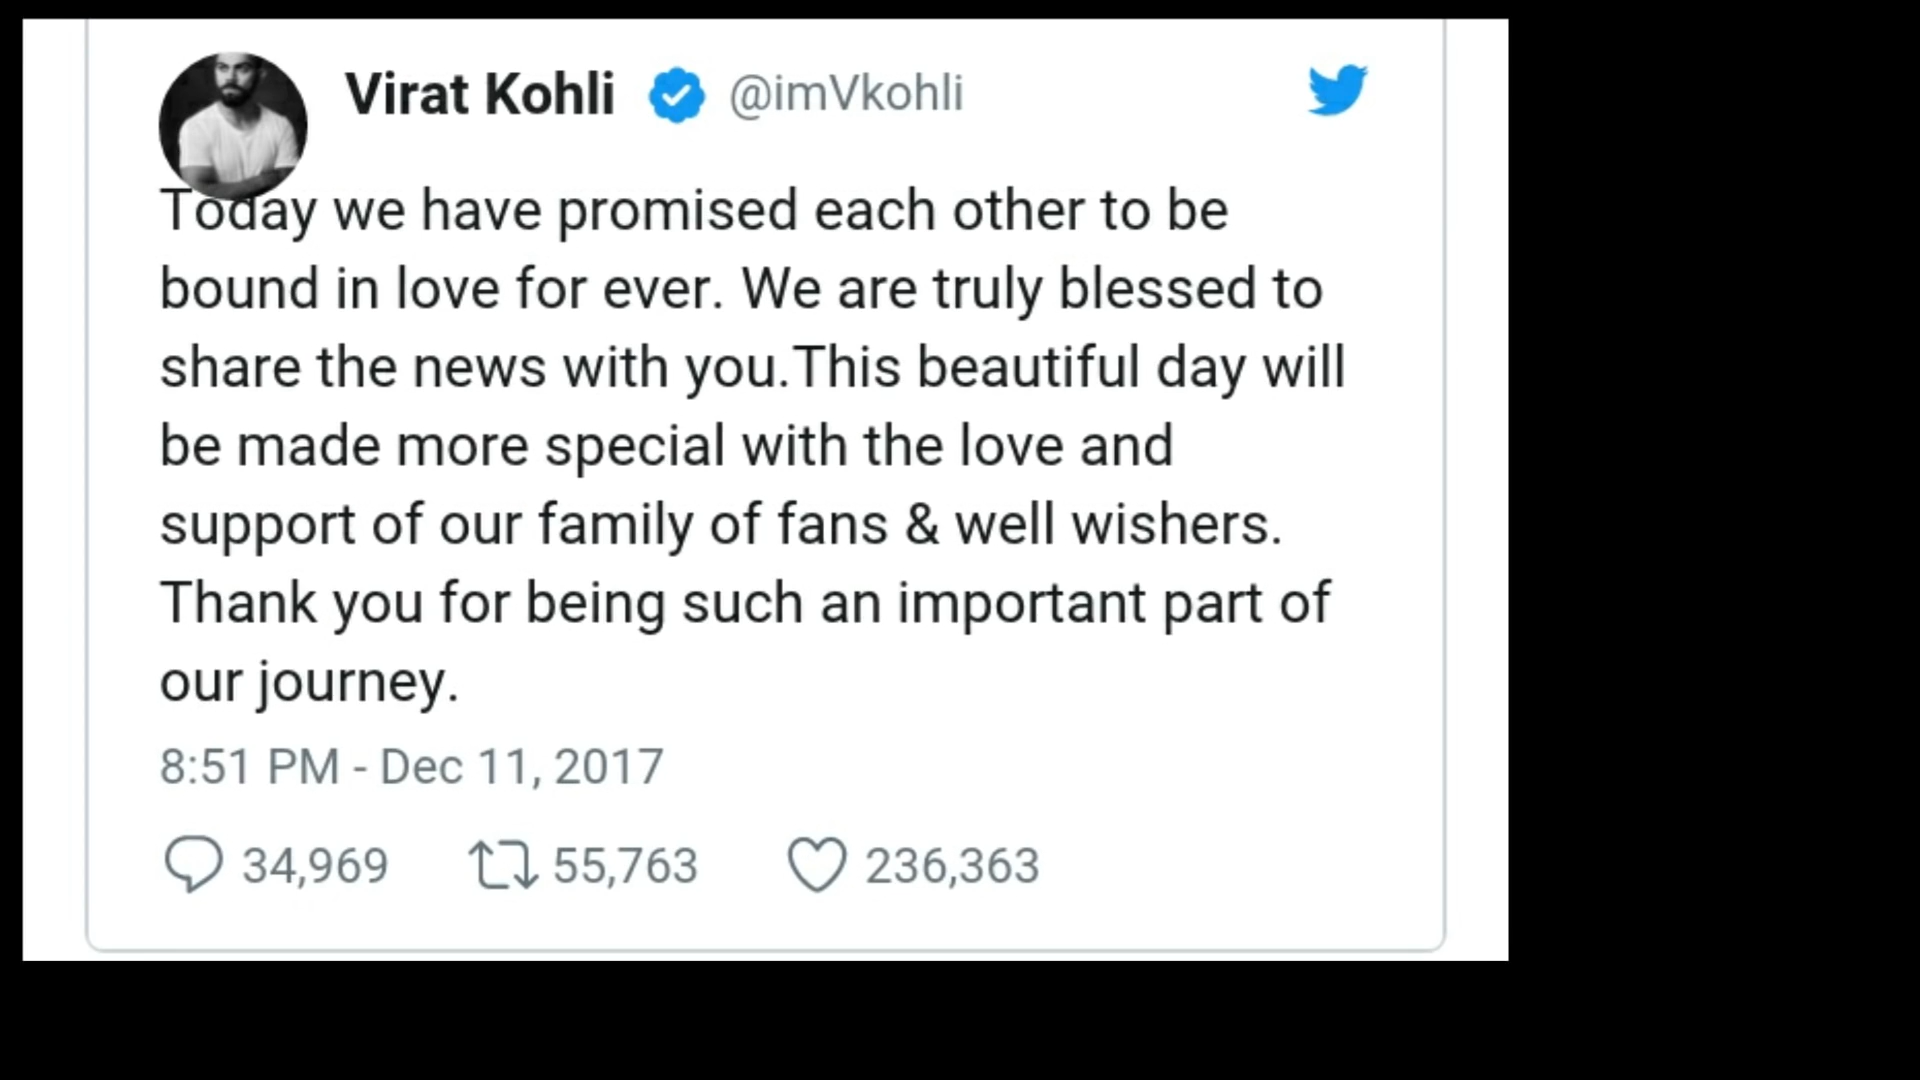 Virat Kohli @imVkohli
Today we have promised each other to be
bound in love for ever. We are truly blessed to
share the news with you.This beautiful day will
be made more special with the love and
support of our family of fans & well wishers.
Thank you for being such an important part of
our journey.
8:51 PM - Dec 11, 2017
34,969 55,763 236,363